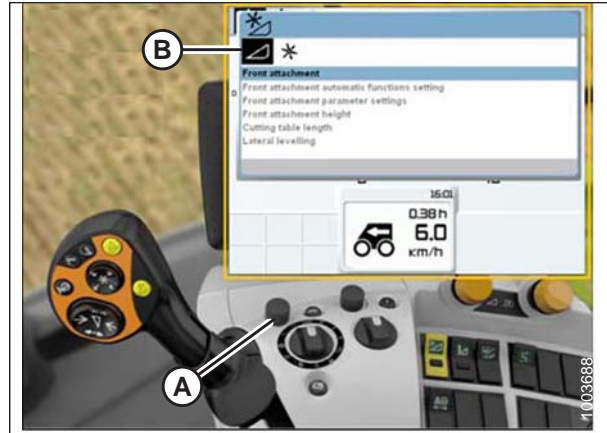 B
Front attachment
Front attachment automatic functions setting
Front attachment parameter settings
Front attachment height
Cutting table length
Lateral levelling
16:01
0.38 h
6.0
км/h
A
1003688